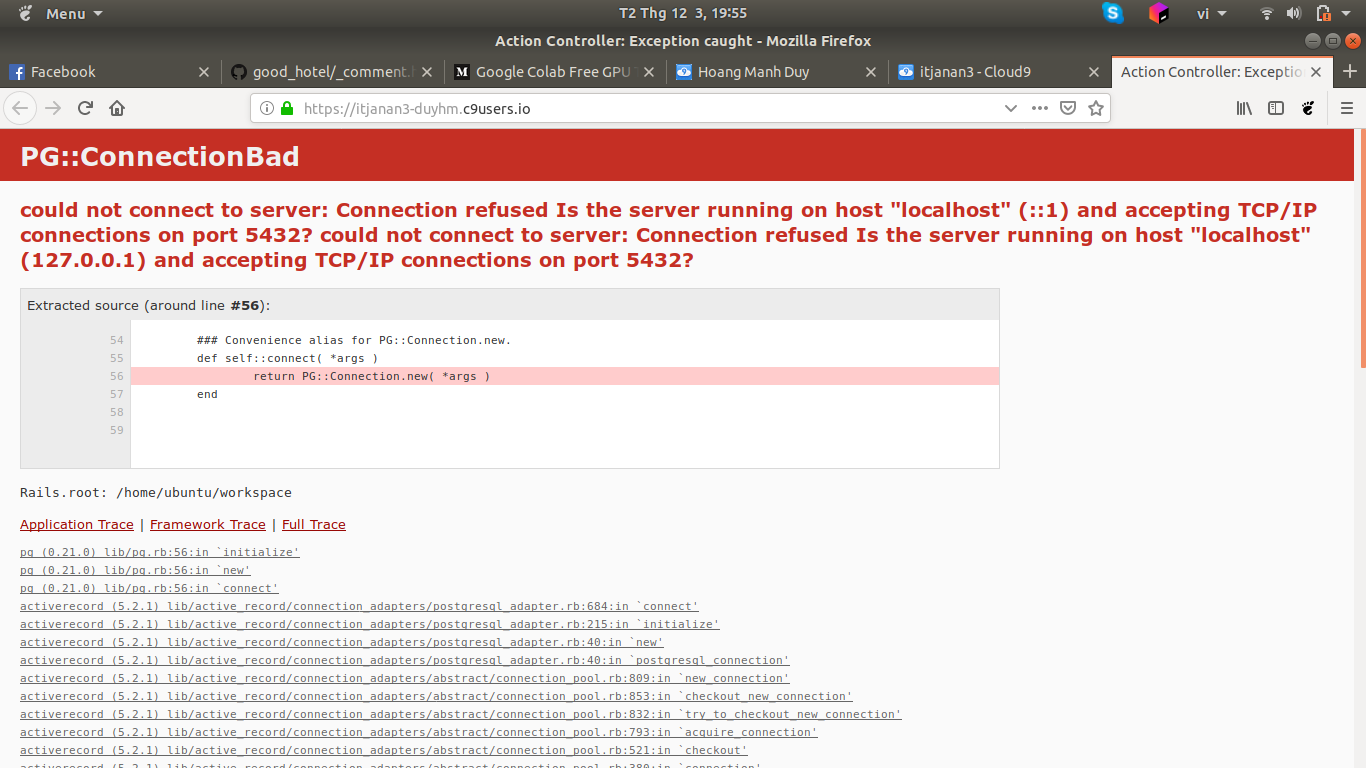 Menu
T2 Thg 12 3, 19:55
vi
Action Controller: Exception caught - Mozilla Firefox
Facebook
good_hotel/_comment.h
Google Colab Free GPU T
Hoang Manh Duy
itjanan3 - Cloud9
Action Controller: Exceptio
https://itjanan3-duyhm.c9users.io
PG::ConnectionBad
could not connect to server: Connection refused Is the server running on host "localhost" (::1) and accepting TCP/IP
connections on port 5432? could not connect to server: Connection refused Is the server running on host "localhost"
(127.0.0.1) and accepting TCP/IP connections on port 5432?
Extracted source (around line #56):
54 ### Convenience alias for PG::Connection.new.
55 def self::connect( *args )
56 return PG::Connection.new( *args )
57 end
58
59
Rails.root: /home/ubuntu/workspace
Application Trace | Framework Trace | Full Trace
pg (0.21.0) lib/pg.rb:56:in `initialize'
pg (0.21.0) lib/pg.rb:56:in `new'
pg (0.21.0) lib/pg.rb:56:in `connect'
activerecord (5.2.1) lib/active_record/connection_adapters/postgresql_adapter.rb:684:in `connect'
activerecord (5.2.1) lib/active_record/connection_adapters/postgresql_adapter.rb:215:in `initialize'
activerecord (5.2.1) lib/active_record/connection_adapters/postgresql_adapter.rb:40:in `new'
activerecord (5.2.1) lib/active_record/connection_adapters/postgresql_adapter.rb:40:in `postgresql_connection'
activerecord (5.2.1) lib/active_record/connection_adapters/abstract/connection_pool.rb:809:in `new_connection'
activerecord (5.2.1) lib/active_record/connection_adapters/abstract/connection_pool.rb:853:in `checkout_new_connection'
activerecord (5.2.1) lib/active_record/connection_adapters/abstract/connection_pool.rb:832:in `try_to_checkout_new_connection'
activerecord (5.2.1) lib/active_record/connection_adapters/abstract/connection_pool.rb:793:in `acquire_connection'
activerecord (5.2.1) lib/active_record/connection_adapters/abstract/connection_pool.rb:521:in `checkout'
activerecord (5.2.1) lib/active_record/connection_adapters/abstract/connection_pool.rb:380:in `connection'